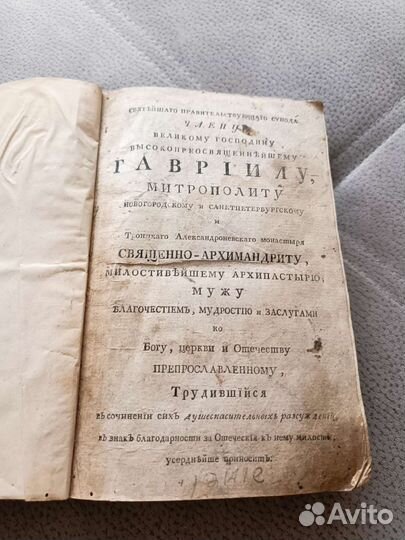 СВЯТѢЙШАГО ПРАВИТЕЛЬСТВУЮЩАГО СѴНОДА
ЧЛЕНУ,
ВЕЛИКОМУ ГОСПОДИНУ
ВЫСОКОПРЕОСВЯЩЕННѢЙШЕМУ
ГАВРІИЛУ,
МИТРОПОЛИТУ
НОВОГОРОДСКОМУ И САНКТПЕТЕРБУРГСКОМУ
и
Троицкаго Александроневскаго монастыря
СВЯЩЕННО-АРХИМАНДРИТУ,
МИЛОСТИВѢЙШЕМУ АРХИПАСТЫРЮ,
МУЖУ
БЛАГОЧЕСТІЕМЪ, МУДРОСТІЮ И ЗАСЛУГАМИ
КО
БОГУ, ЦЕРКВИ И ОТЕЧЕСТВУ
ПРЕПРОСЛАВЛЕННОМУ,
Трудившійся
въ сочиненіи сихъ душеспасительныхъ разсужденій,
въ знакъ благодарности за Отеческія къ нему милости,
усерднѣйше приноситъ.
Avito